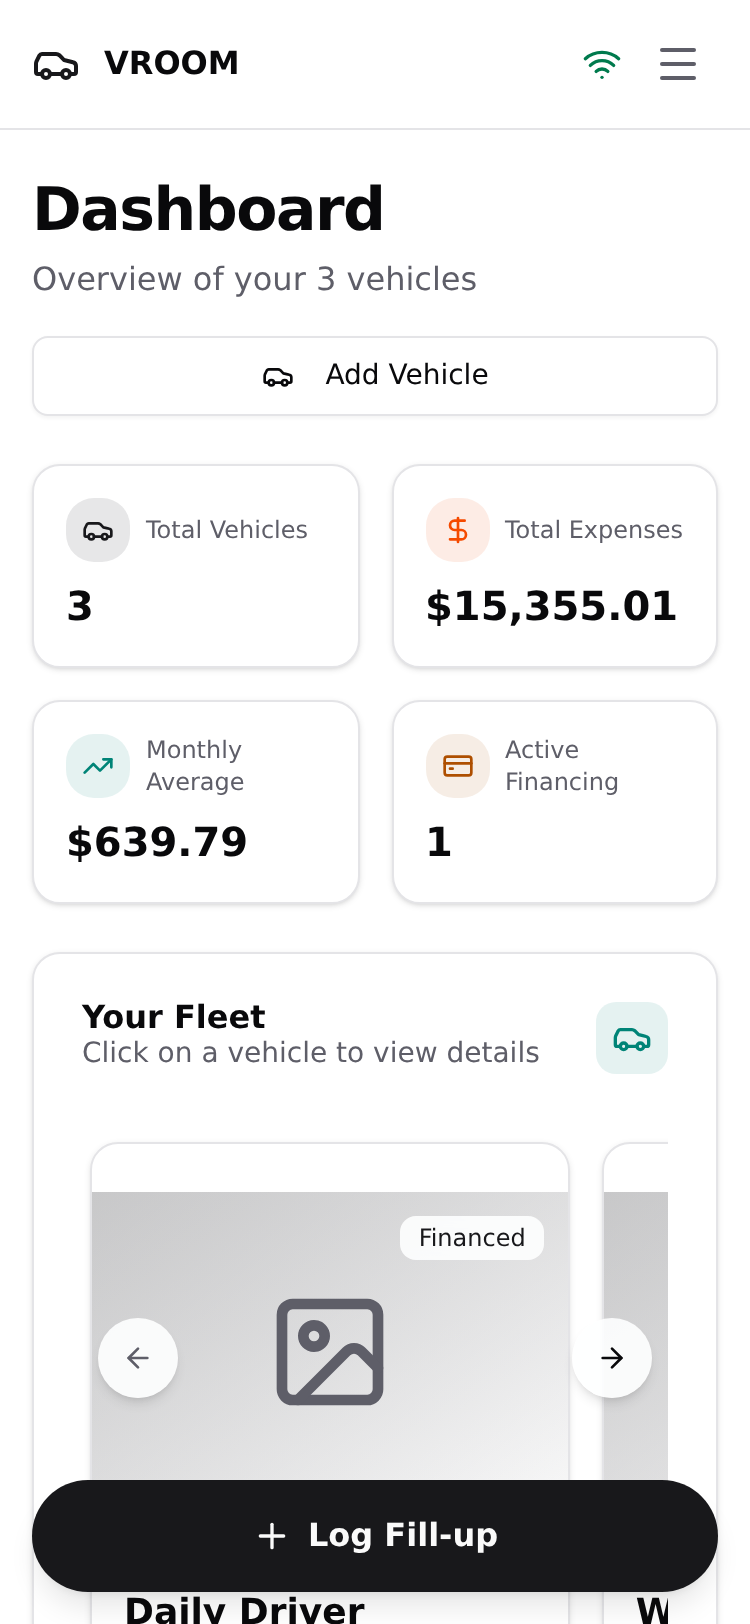 VROOM
Dashboard
Overview of your 3 vehicles
Add Vehicle
Total Vehicles
3
Total Expenses
$15,355.01
Monthly
Average
$639.79
Active
Financing
1
Your Fleet
Click on a vehicle to view details
Financed
Log Fill-up
Daily Driver